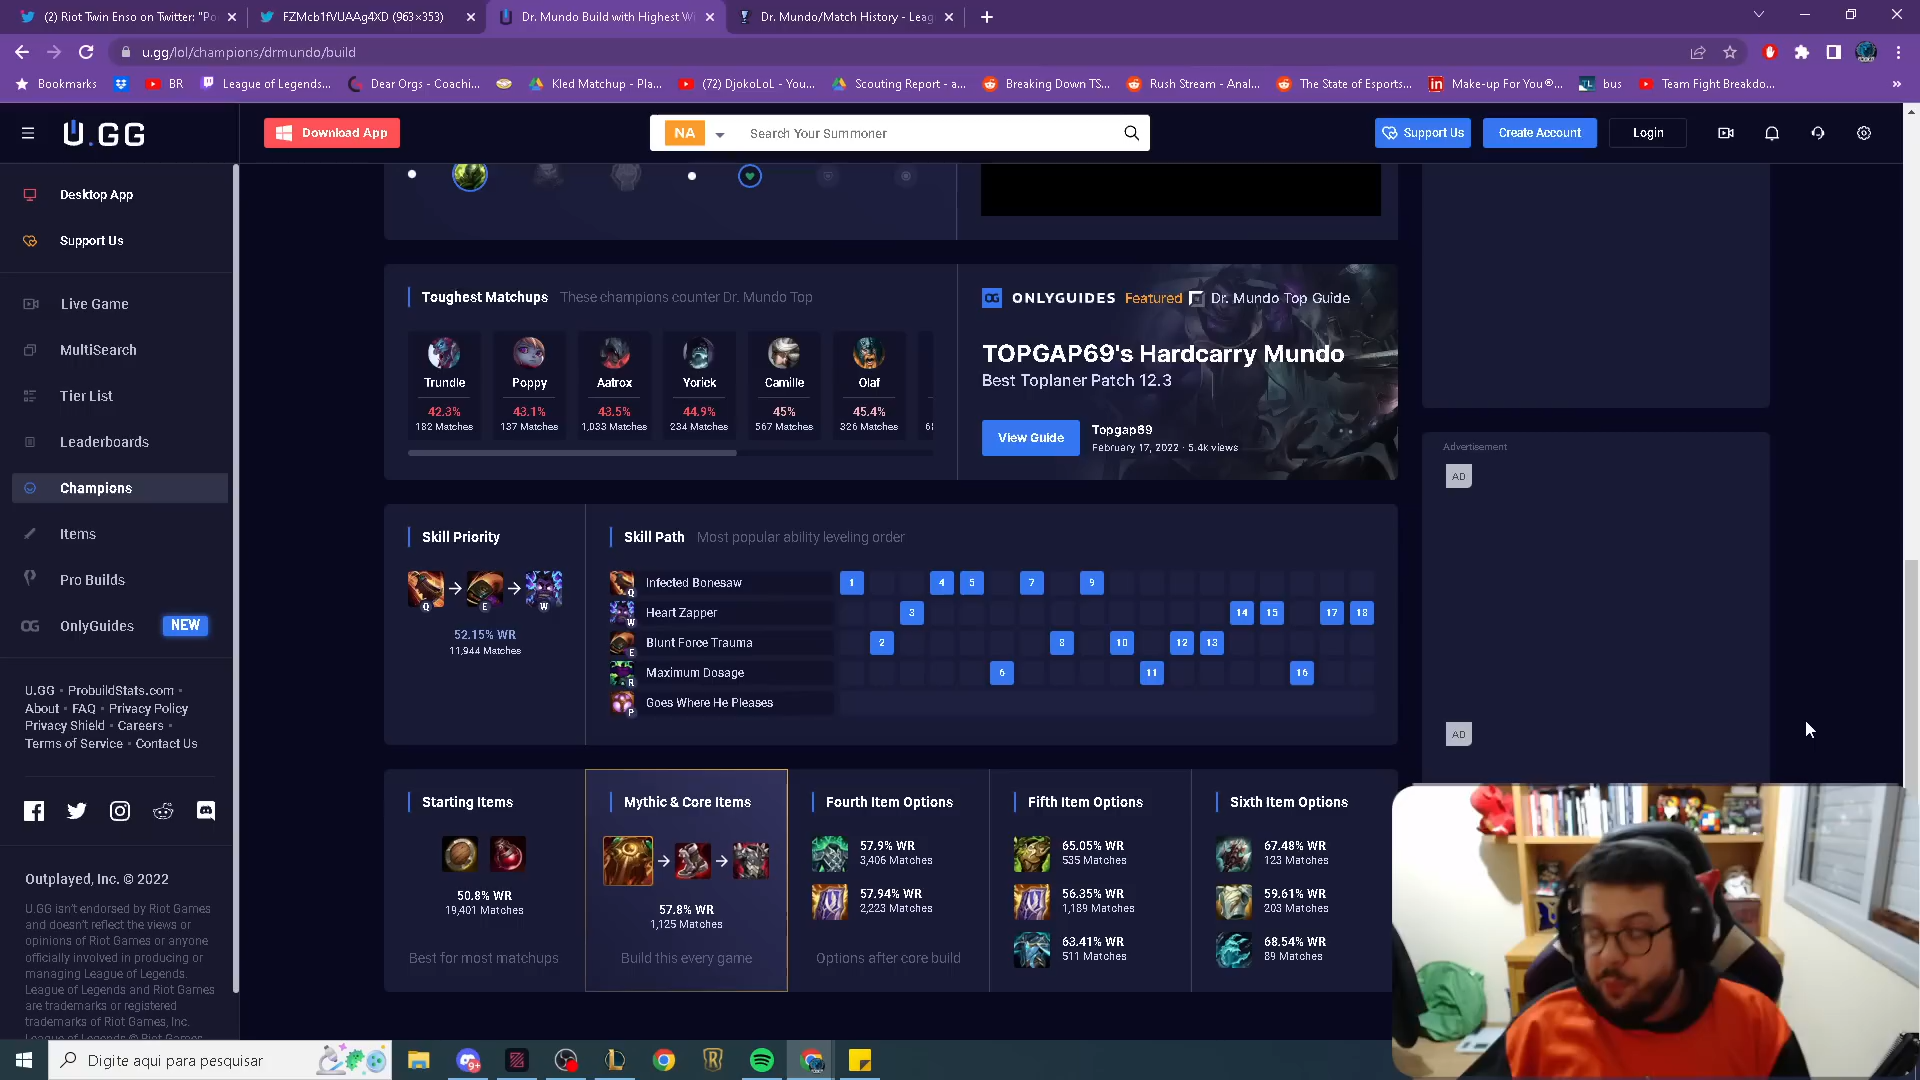 (2) Riot Twin Enso on Twitter: "Po
FZMcb1fVUAAg4XD (963×353)
Dr. Mundo Build with Highest Wi
Dr. Mundo/Match History - Leag
u.gg/lol/champions/drmundo/build
Bookmarks
BR
League of Legends...
Dear Orgs - Coachi...
Kled Matchup - Pla...
(72) DjokoLoL - You...
Scouting Report - a...
Breaking Down TS...
Rush Stream - Anal...
The State of Esports...
Make-up For You®...
bus
Team Fight Breakdo...
U.GG
Download App
NA
Search Your Summoner
Support Us
Create Account
Login
Desktop App
Support Us
Live Game
MultiSearch
Tier List
Leaderboards
Champions
Items
Pro Builds
OnlyGuides NEW
U.GG • ProbuildStats.com •
About • FAQ • Privacy Policy
Privacy Shield • Careers •
Terms of Service • Contact Us
Outplayed, Inc. © 2022
U.GG isn't endorsed by Riot Games
and doesn't reflect the views or
opinions of Riot Games or anyone
officially involved in producing or
managing League of Legends.
League of Legends and Riot Games
are trademarks or registered
trademarks of Riot Games, Inc.
League of Legends © Riot Games
Toughest Matchups These champions counter Dr. Mundo Top
Trundle
42.3%
182 Matches
Poppy
43.1%
137 Matches
Aatrox
43.5%
1,033 Matches
Yorick
44.9%
234 Matches
Camille
45%
567 Matches
Olaf
45.4%
326 Matches
OG ONLYGUIDES Featured Dr. Mundo Top Guide
TOPGAP69's Hardcarry Mundo
Best Toplaner Patch 12.3
View Guide
Topgap69
February 17, 2022 · 5.4k views
Advertisement
AD
AD
Skill Priority
Q E W
52.15% WR
11,944 Matches
Skill Path Most popular ability leveling order
Q Infected Bonesaw 1 4 5 7 9
W Heart Zapper 3 14 15 17 18
E Blunt Force Trauma 2 8 10 12 13
R Maximum Dosage 6 11 16
P Goes Where He Pleases
Starting Items
50.8% WR
19,401 Matches
Best for most matchups
Mythic & Core Items
57.8% WR
1,125 Matches
Build this every game
Fourth Item Options
57.9% WR
3,406 Matches
57.94% WR
2,223 Matches
Options after core build
Fifth Item Options
65.05% WR
535 Matches
56.35% WR
1,189 Matches
63.41% WR
511 Matches
Sixth Item Options
67.48% WR
123 Matches
59.61% WR
203 Matches
68.54% WR
89 Matches
Digite aqui para pesquisar